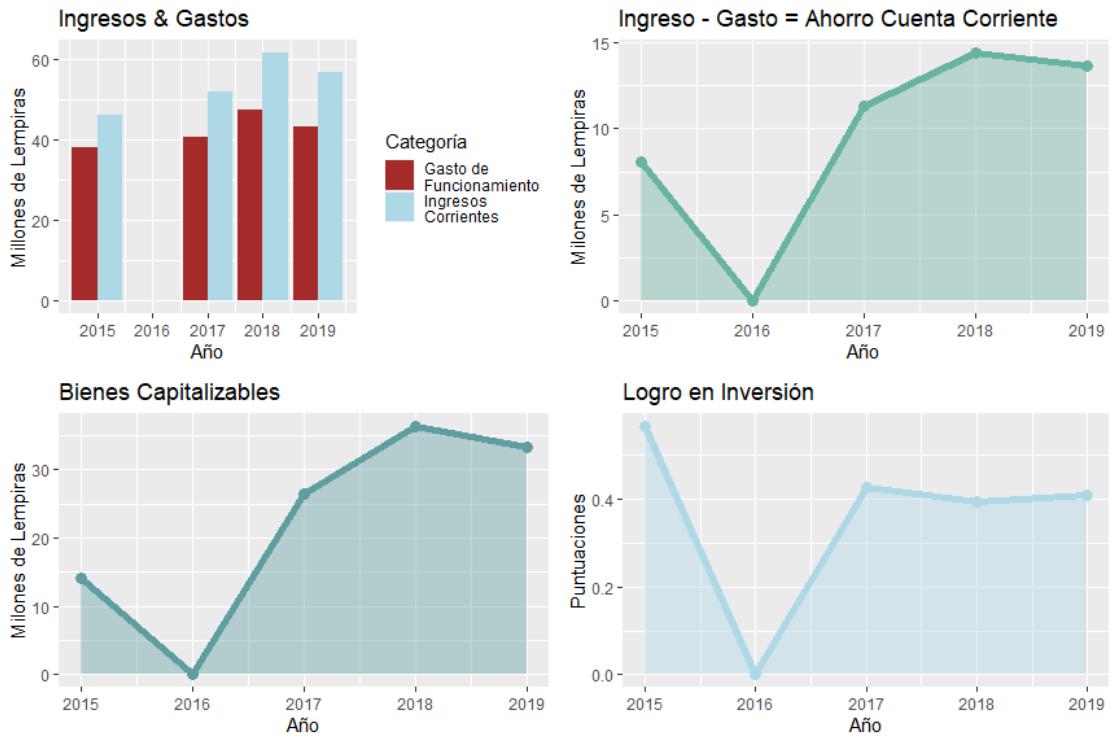 Ingresos & Gastos
Millones de Lempiras
60
40
20
0
2015 2016 2017 2018 2019
Año
Categoría
Gasto de
Funcionamiento
Ingresos
Corrientes
Ingreso - Gasto = Ahorro Cuenta Corriente
Milones de Lempiras
15
10
5
0
2015 2016 2017 2018 2019
Año
Bienes Capitalizables
Milones de Lempiras
30
20
10
0
2015 2016 2017 2018 2019
Año
Logro en Inversión
Puntuaciones
0.4
0.2
0.0
2015 2016 2017 2018 2019
Año